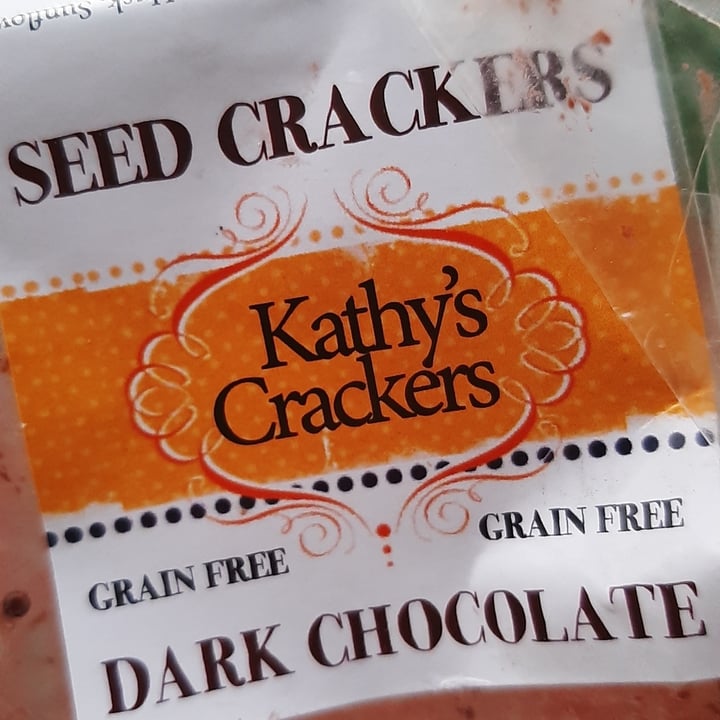 SEED CRACKERS
Kathy's
Crackers
GRAIN FREE
GRAIN FREE
DARK CHOCOLATE